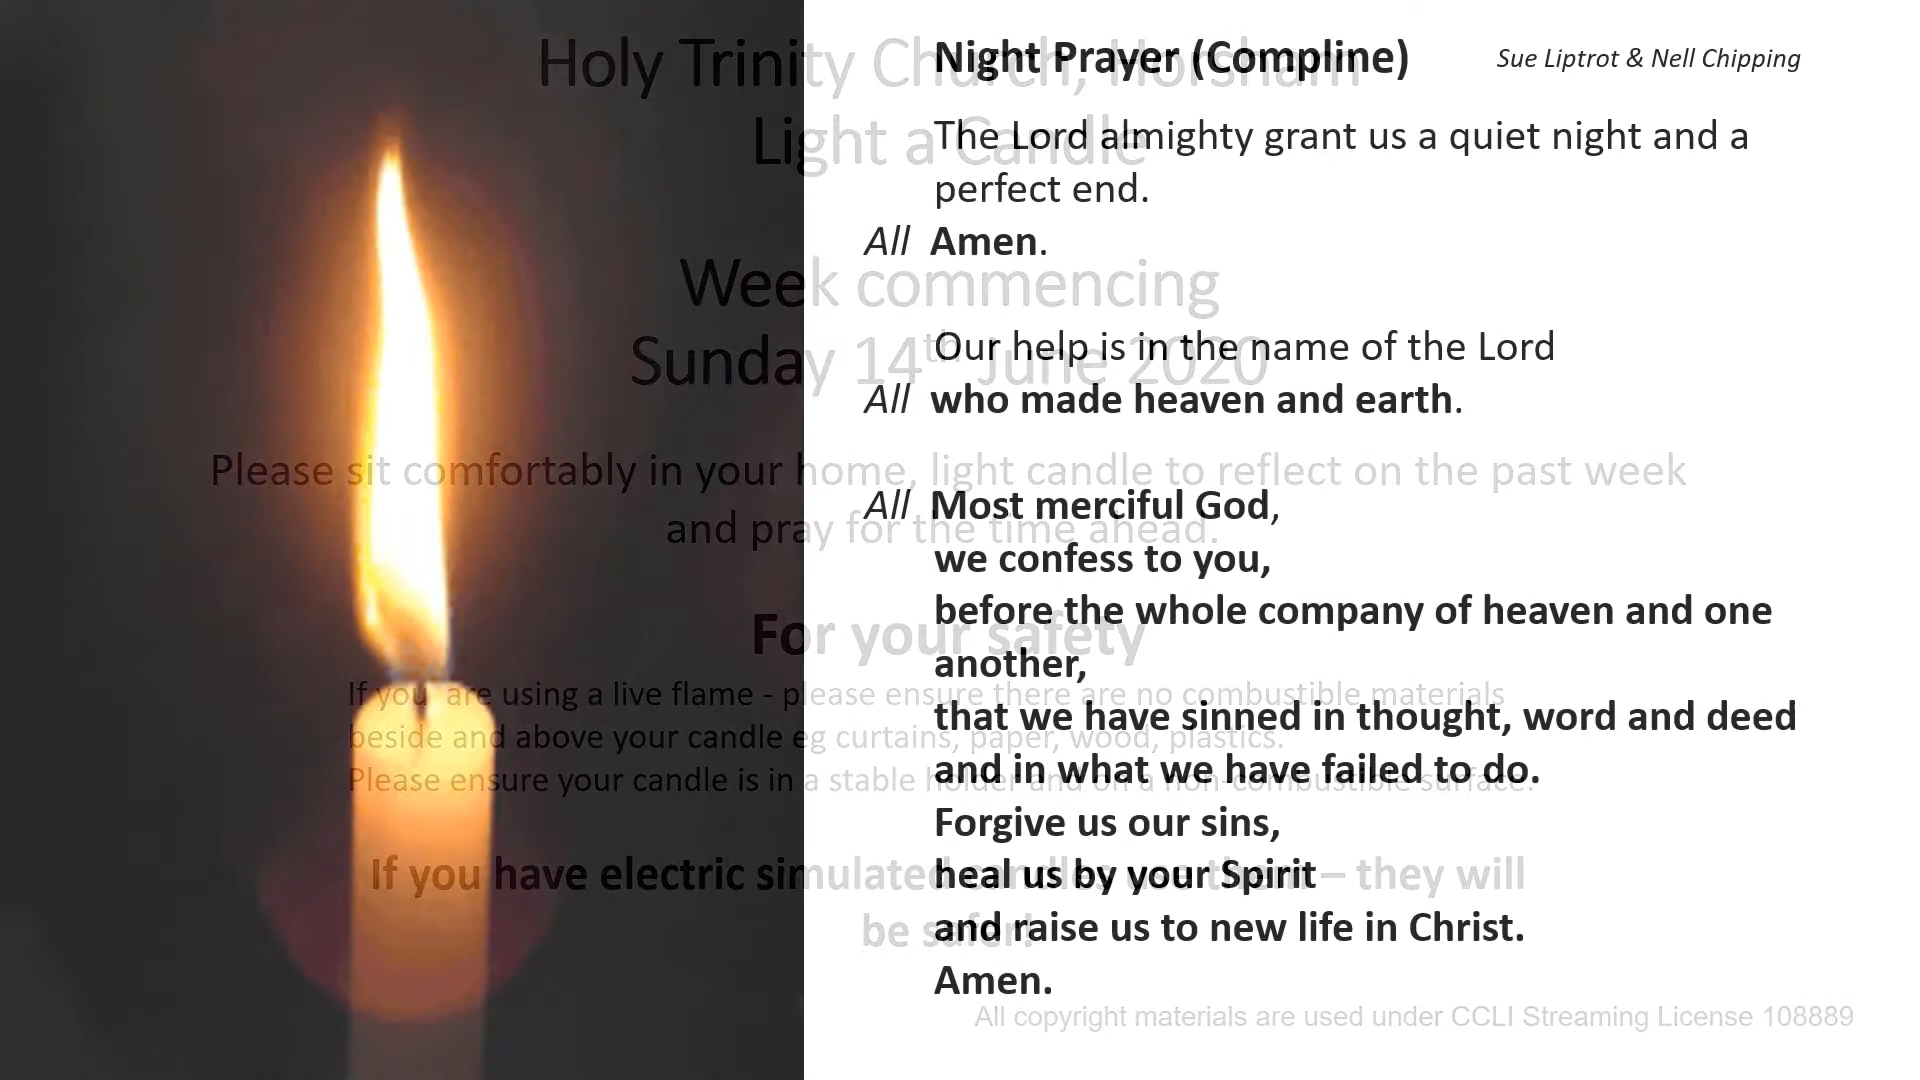 Holy Trinity Church, Horsham
Light a Candle
Week commencing
Sunday 14th June 2020
Please sit comfortably in your home, light candle to reflect on the past week
and pray for the time ahead.
For your safety
If you are using a live flame - please ensure there are no combustible materials
beside and above your candle eg curtains, paper, wood, plastics.
Please ensure your candle is in a stable holder and on a non-combustible surface.
If you have electric simulated candles use them – they will
be safer!
Night Prayer (Compline)
Sue Liptrot & Nell Chipping
The Lord almighty grant us a quiet night and a
perfect end.
All Amen.
Our help is in the name of the Lord
All who made heaven and earth.
All Most merciful God,
we confess to you,
before the whole company of heaven and one
another,
that we have sinned in thought, word and deed
and in what we have failed to do.
Forgive us our sins,
heal us by your Spirit
and raise us to new life in Christ.
Amen.
All copyright materials are used under CCLI Streaming License 108889